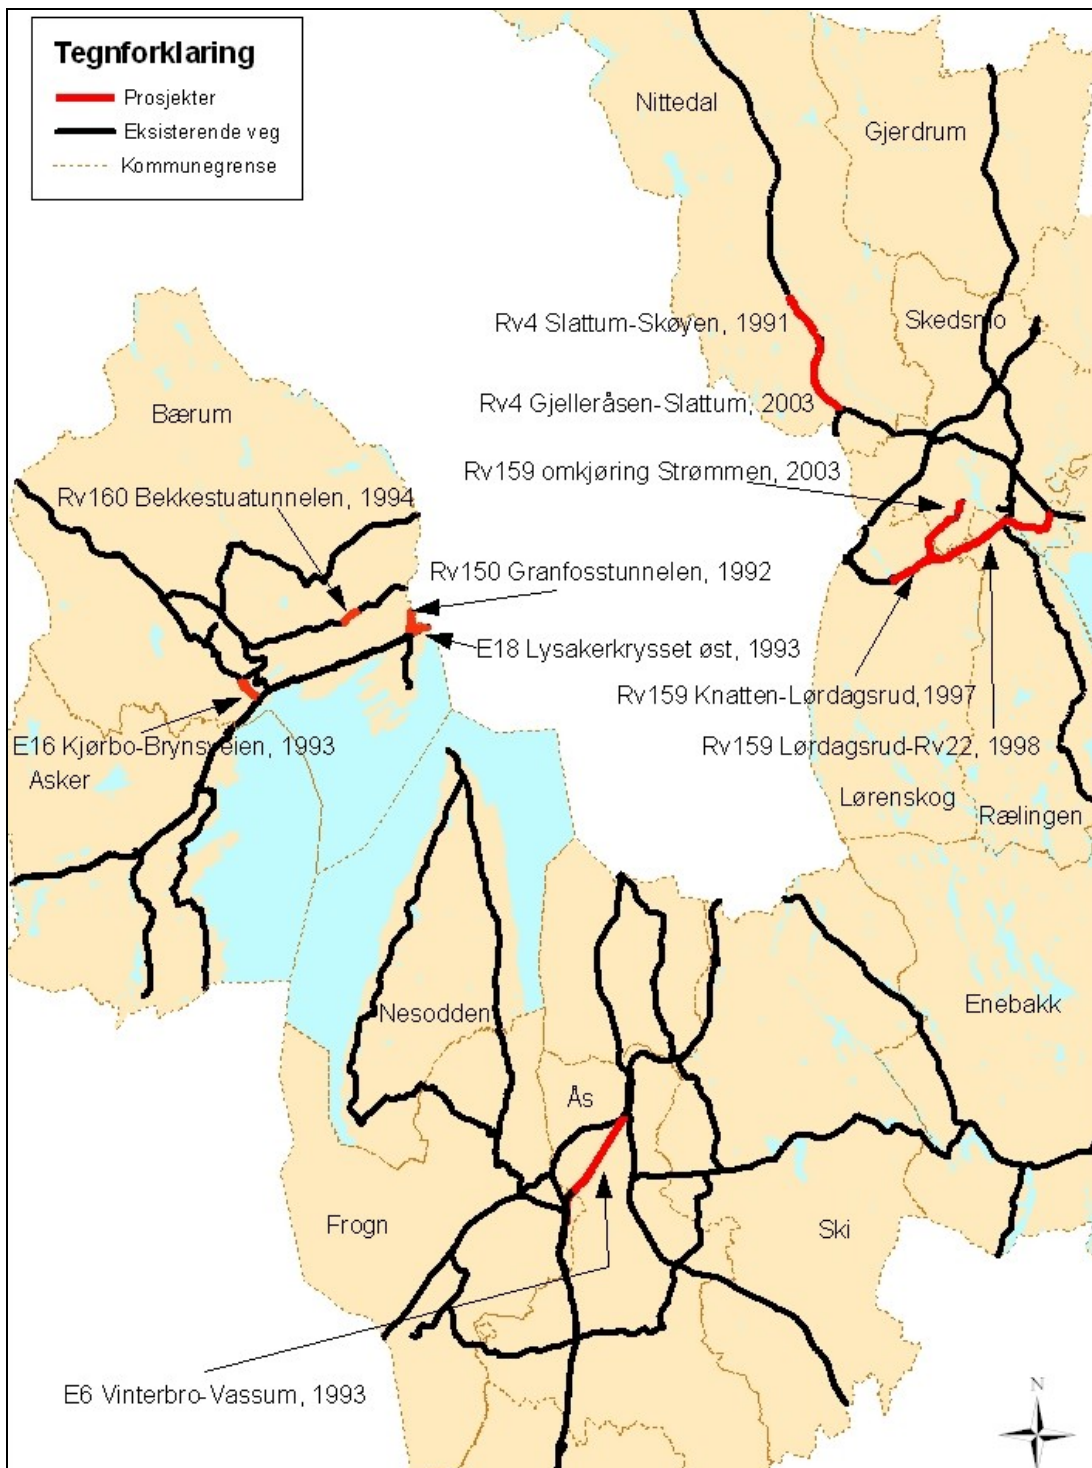 Tegnforklaring
Prosjekter
Eksisterende veg
Kommunegrense
Nittedal
Gjerdrum
Rv4 Slattum-Skøyen, 1991
Skedsmo
Rv4 Gjelleråsen-Slattum, 2003
Bærum
Rv159 omkjøring Strømmen, 2003
Rv160 Bekkestuatunnelen, 1994
Rv150 Granfosstunnelen, 1992
E18 Lysakerkrysset øst, 1993
Rv159 Knatten-Lørdagsrud,1997
E16 Kjørbo-Brynsveien, 1993
Rv159 Lørdagsrud-Rv22, 1998
Asker
Lørenskog
Rælingen
Nesodden
Enebakk
Ås
Frogn
Ski
E6 Vinterbro-Vassum, 1993
N